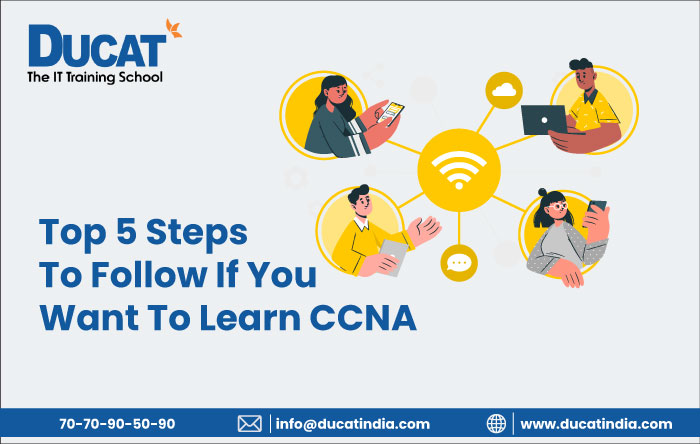 DUCAT
The IT Training School
Top 5 Steps
To Follow If You
Want To Learn CCNA
70-70-90-50-90
info@ducatindia.com
www.ducatindia.com